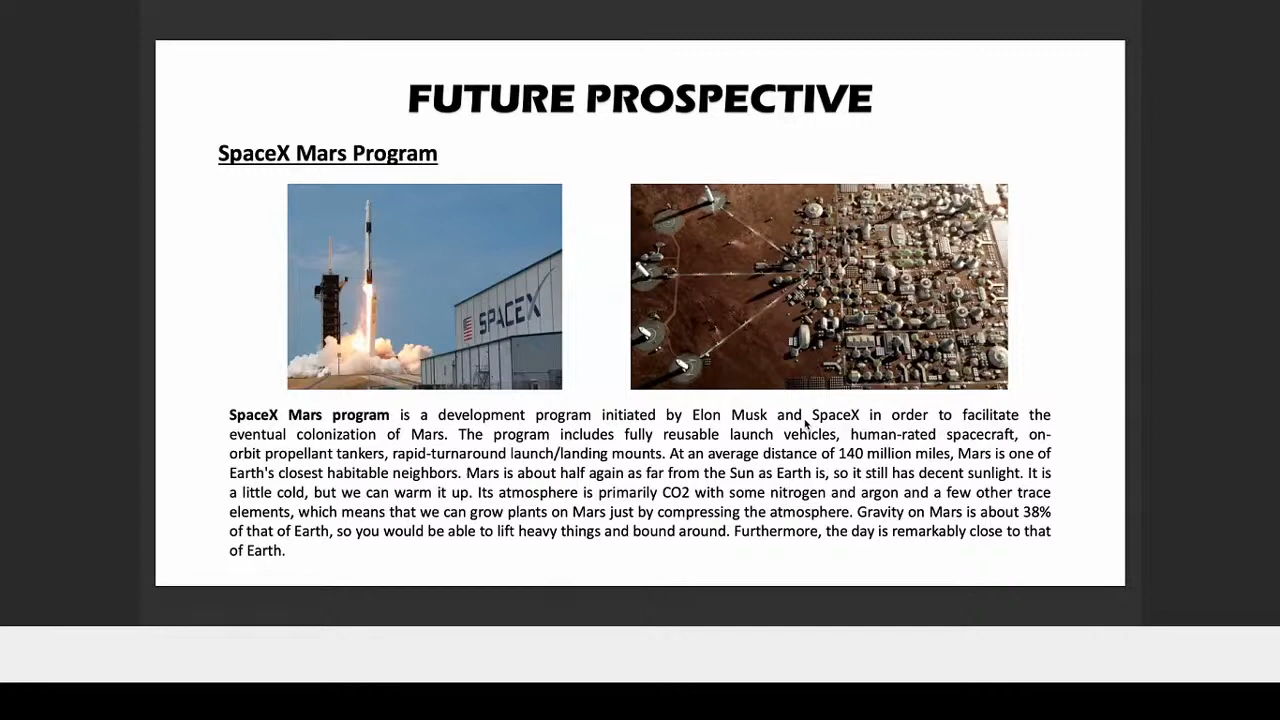 FUTURE PROSPECTIVE
SpaceX Mars Program
SPACEX
SpaceX Mars program is a development program initiated by Elon Musk and SpaceX in order to facilitate the
eventual colonization of Mars. The program includes fully reusable launch vehicles, human-rated spacecraft, on-
orbit propellant tankers, rapid-turnaround launch/landing mounts. At an average distance of 140 million miles, Mars is one of
Earth's closest habitable neighbors. Mars is about half again as far from the Sun as Earth is, so it still has decent sunlight. It is
a little cold, but we can warm it up. Its atmosphere is primarily CO2 with some nitrogen and argon and a few other trace
elements, which means that we can grow plants on Mars just by compressing the atmosphere. Gravity on Mars is about 38%
of that of Earth, so you would be able to lift heavy things and bound around. Furthermore, the day is remarkably close to that
of Earth.